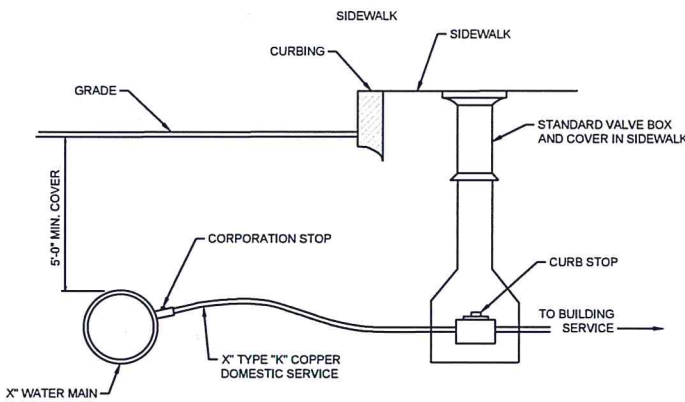 SIDEWALK
SIDEWALK
CURBING
GRADE
STANDARD VALVE BOX
AND COVER IN SIDEWALK
5'-0" MIN. COVER
CORPORATION STOP
CURB STOP
TO BUILDING
SERVICE
X" TYPE "K" COPPER
DOMESTIC SERVICE
X" WATER MAIN